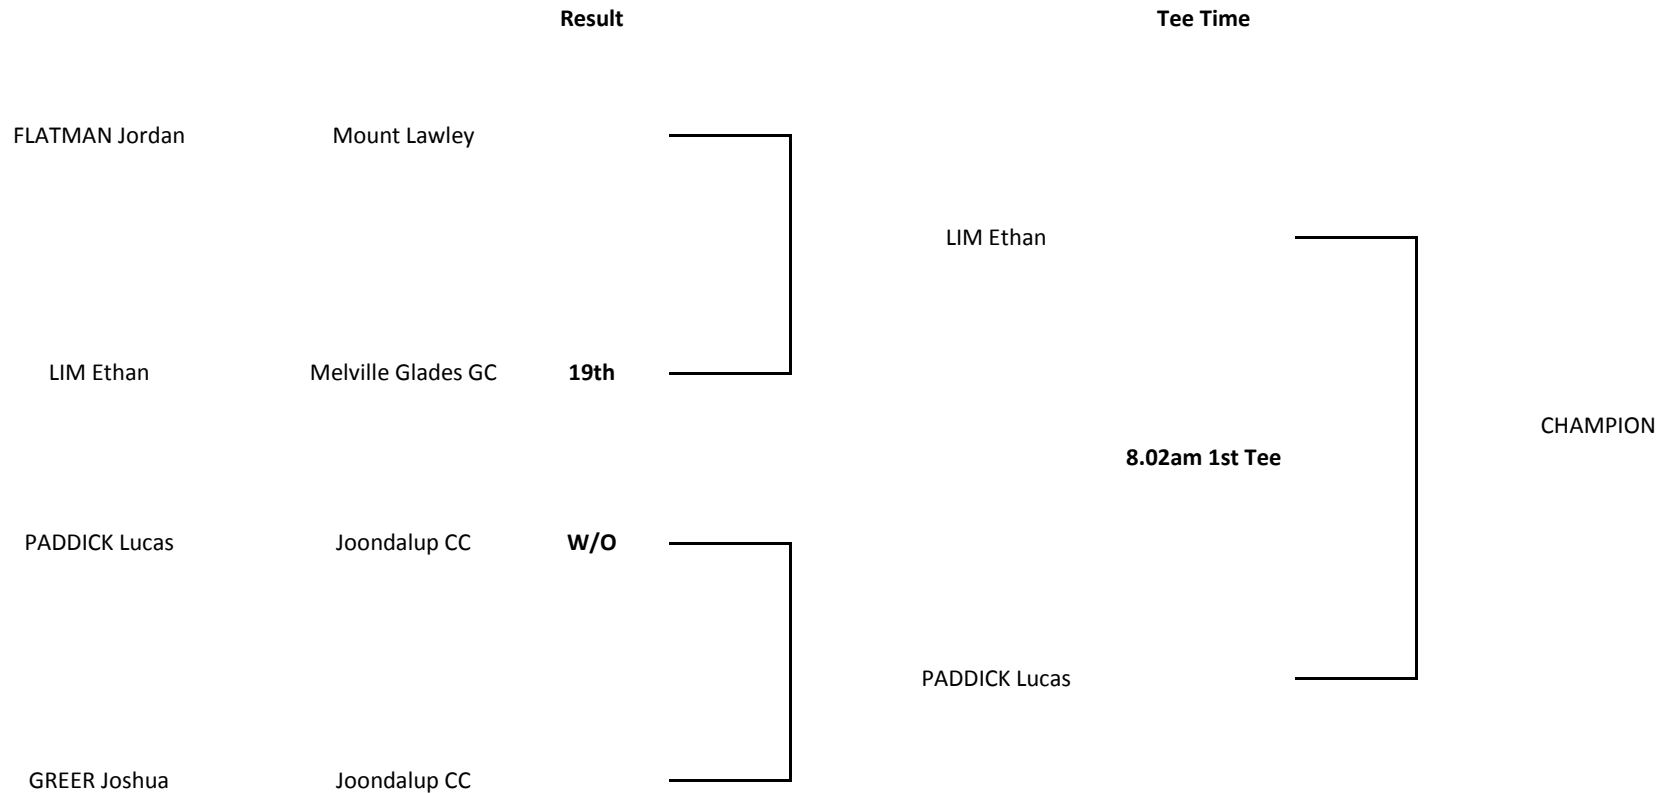 Result Tee Time
FLATMAN Jordan Mount Lawley
LIM Ethan
LIM Ethan Melville Glades GC 19th
CHAMPION
8.02am 1st Tee
PADDICK Lucas Joondalup CC W/O
PADDICK Lucas
GREER Joshua Joondalup CC